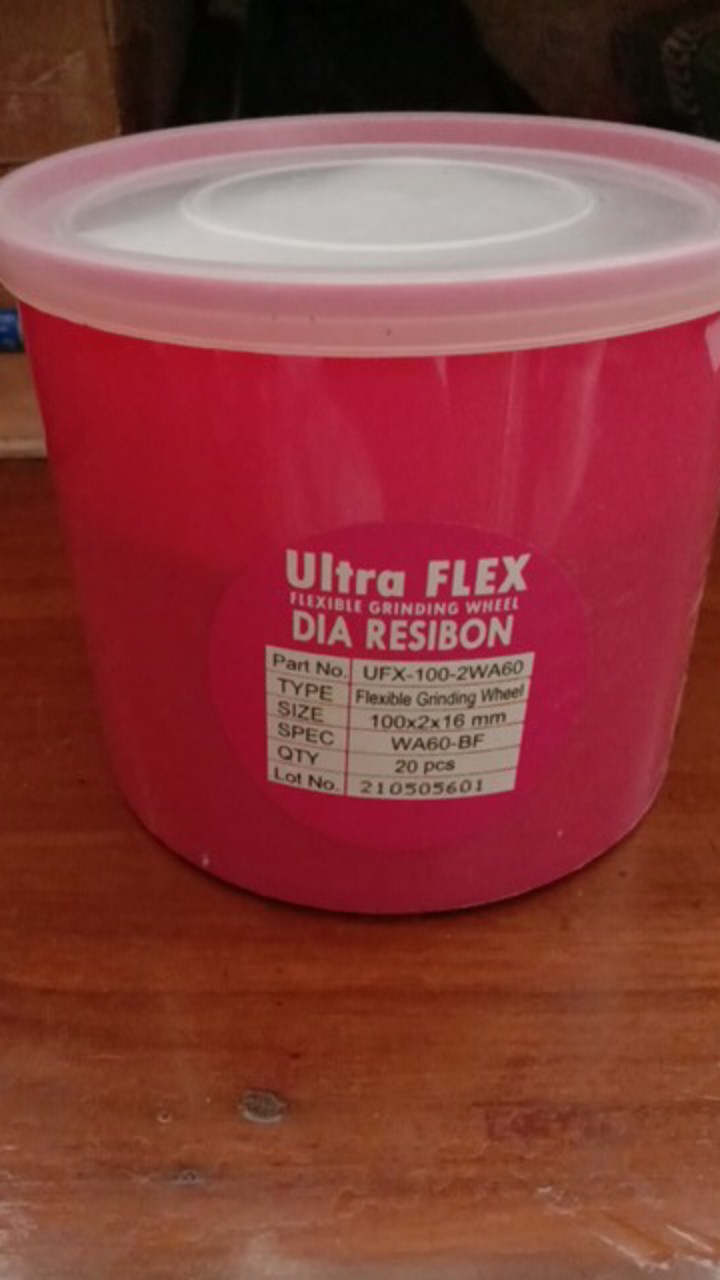 Ultra FLEX
FLEXIBLE GRINDING WHEEL
DIA RESIBON
Part No. UFX-100-2WA60
TYPE Flexible Grinding Wheel
SIZE 100x2x16 mm
SPEC WA60-BF
QTY 20 pcs
Lot No. 210505601